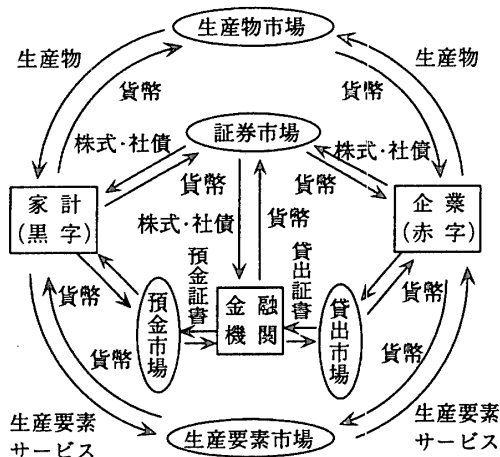 生産物市場
生産物
生産物
貨幣
貨幣
証券市場
株式・社債
株式・社債
貨幣
貨幣
家計
(黒字)
企業
(赤字)
株式・社債
貨幣
預金証書
貸出証書
貨幣
貨幣
預金市場
金融
機関
貸出市場
貨幣
貨幣
生産要素
サービス
生産要素市場
生産要素
サービス